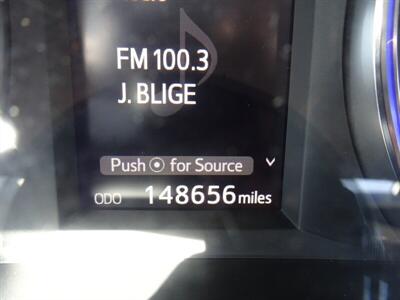 FM 100.3
J. BLIGE
Push ⦿ for Source
ODO 148656 miles